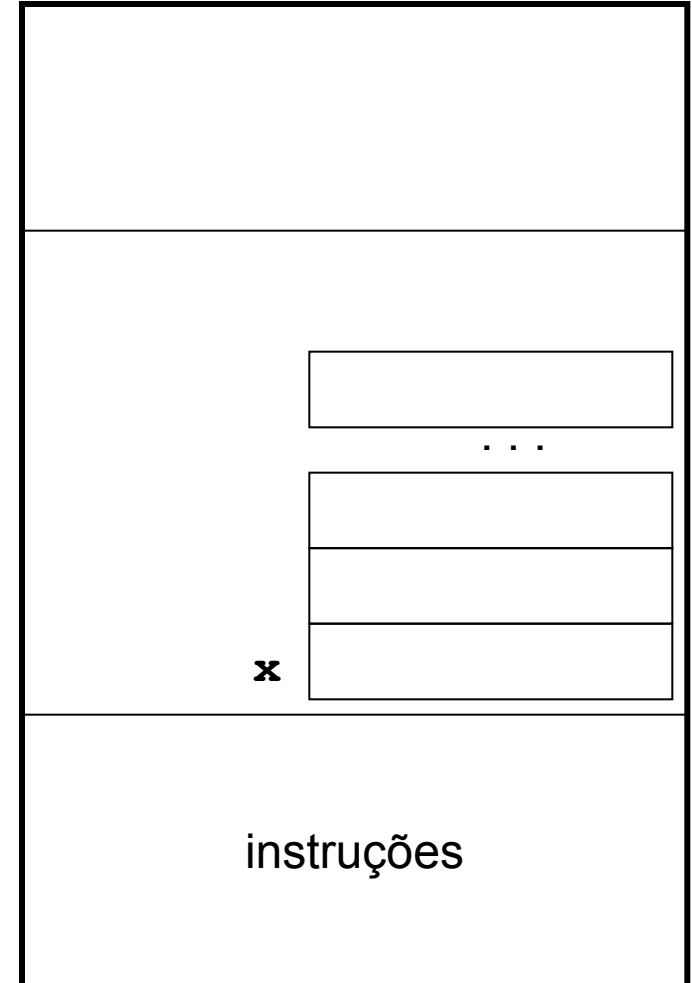 . . .
x
instruções